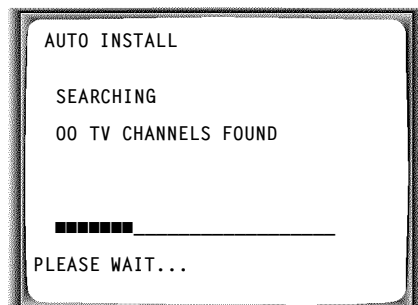 AUTO INSTALL
SEARCHING
00 TV CHANNELS FOUND
PLEASE WAIT...